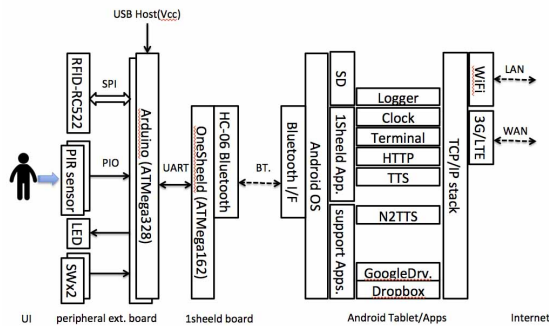 USB Host(Vcc)
RFID-RC522
SPI
PIR sensor
PIO
LED
SWx2
Arduino (ATMega328)
UART
OneSheeld (ATMega162)
HC-06 Bluetooth
BT.
Bluetooth I/F
Android OS
SD
1Sheeld App.
support Apps.
Logger
Clock
Terminal
HTTP
TTS
N2TTS
GoogleDrv.
Dropbox
TCP/IP stack
WiFi
3G/LTE
LAN
WAN
UI
peripheral ext. board
1sheeld board
Android Tablet/Apps
Internet